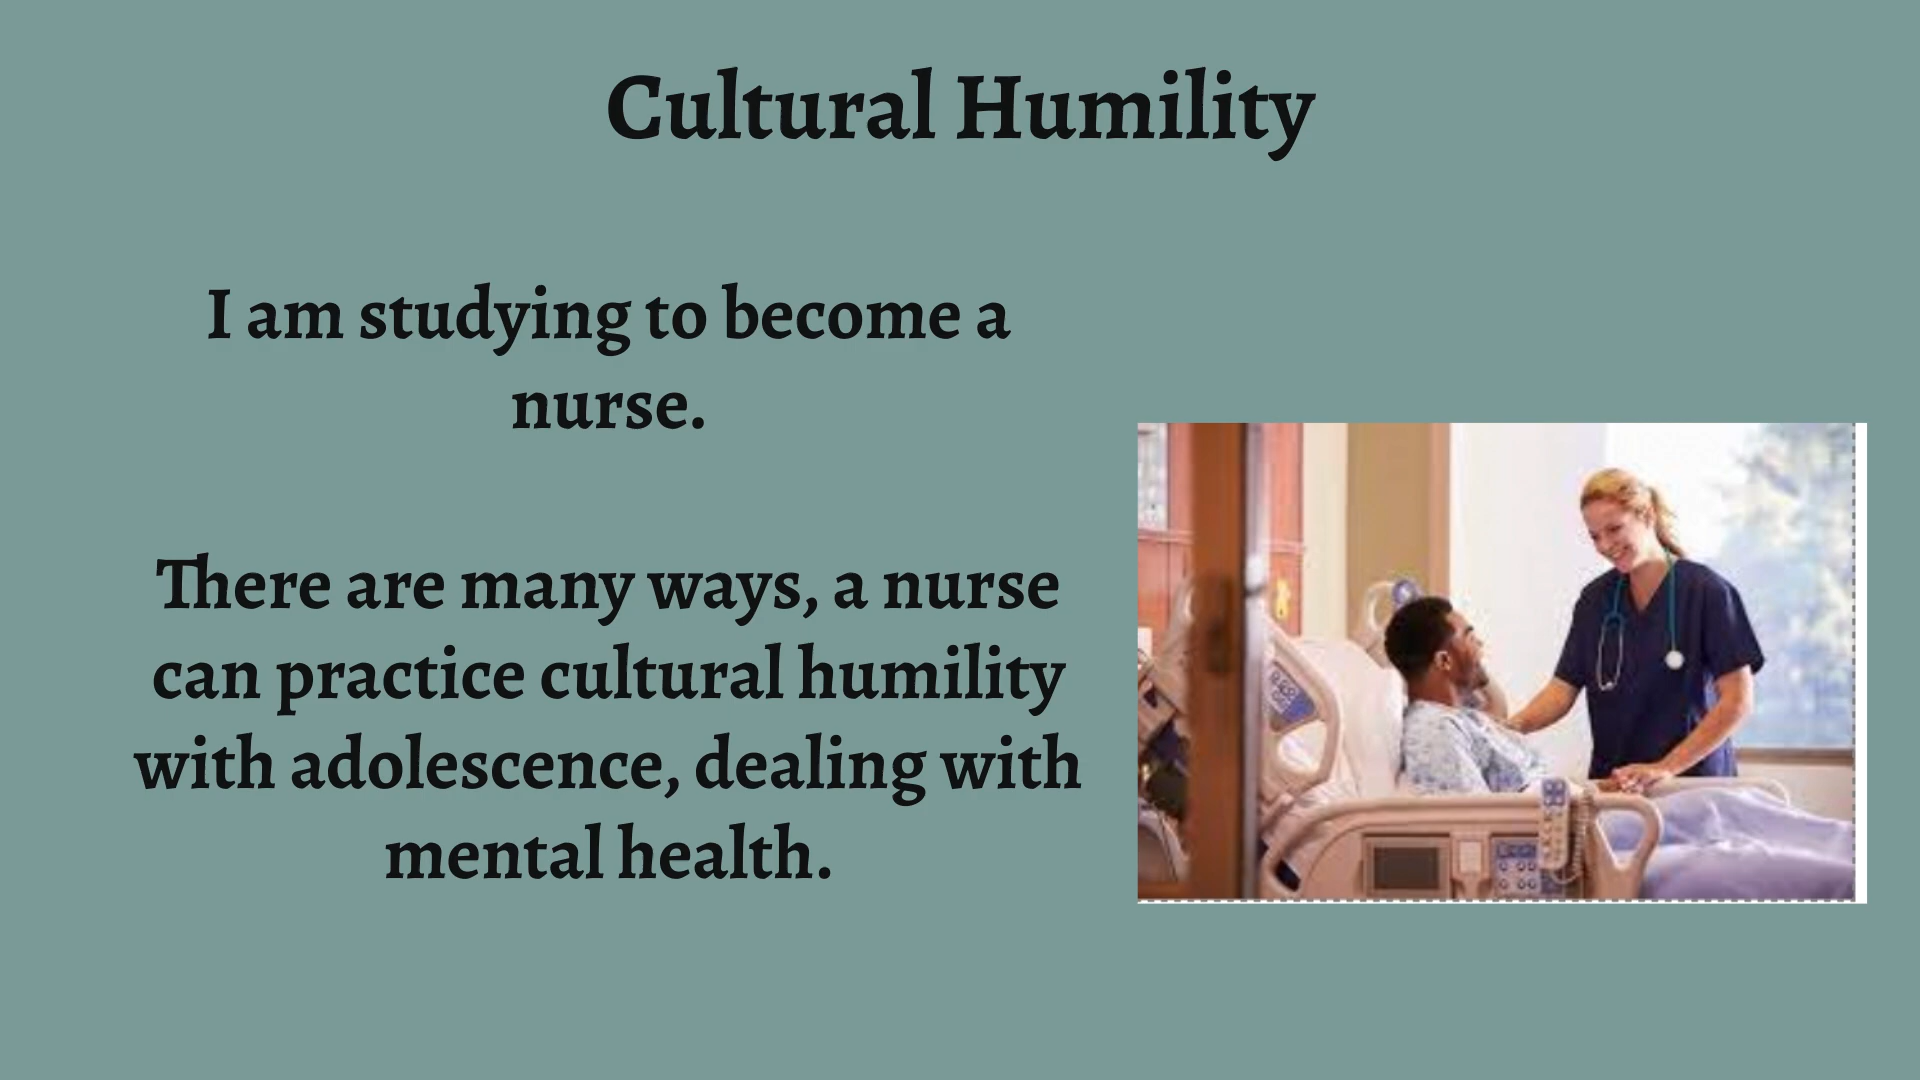 Cultural Humility
I am studying to become a
nurse.
There are many ways, a nurse
can practice cultural humility
with adolescence, dealing with
mental health.